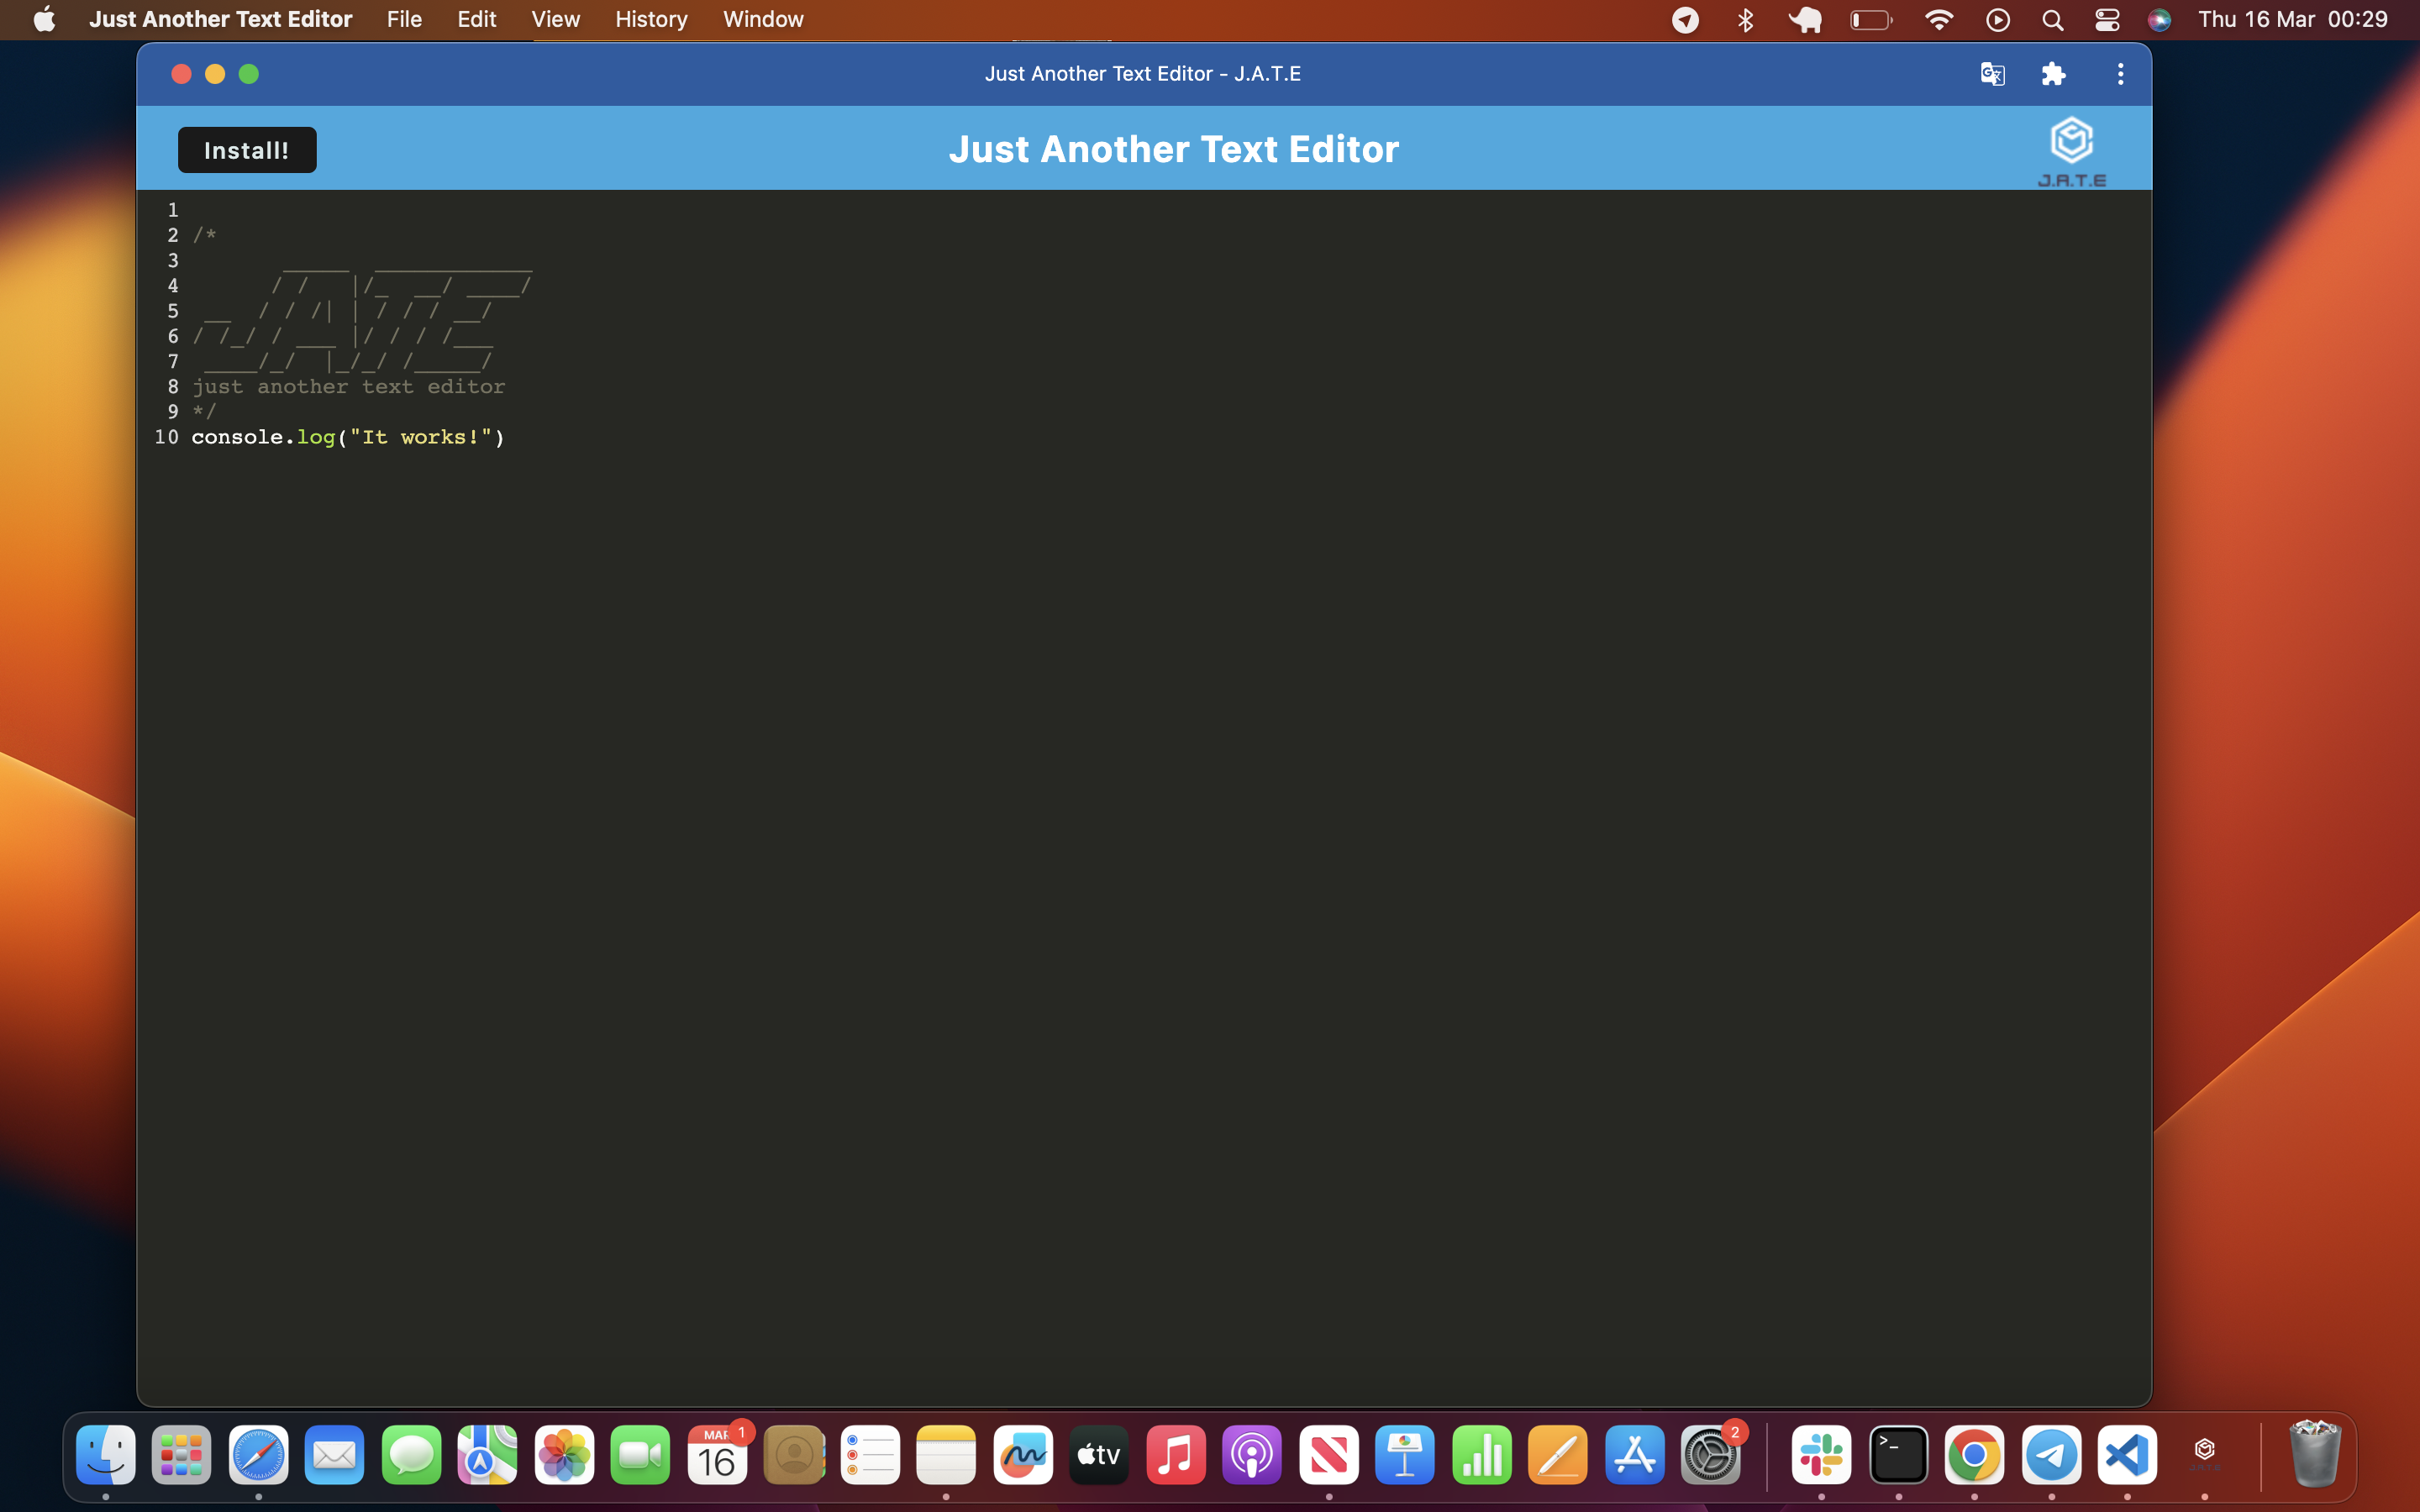 Just Another Text Editor File Edit View History Window Thu 16 Mar 00:29
Just Another Text Editor - J.A.T.E
Install! Just Another Text Editor
J.A.T.E
1
2 /*
3
4
5
6
7
8 just another text editor
9 */
10 console.log("It works!")
MAR 1
16
tv
2
>_